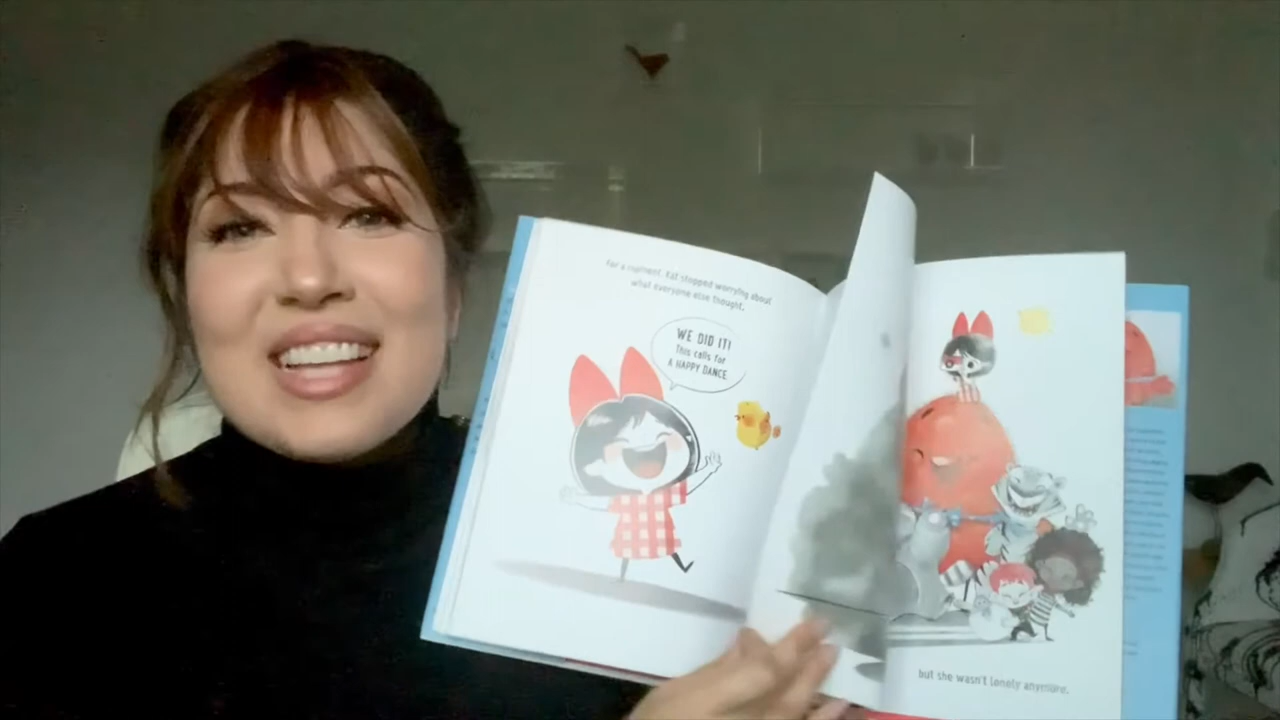 For a moment, Kat stopped worrying about
what everyone else thought.
WE DID IT!
This calls for
A HAPPY DANCE
but she wasn't lonely anymore.